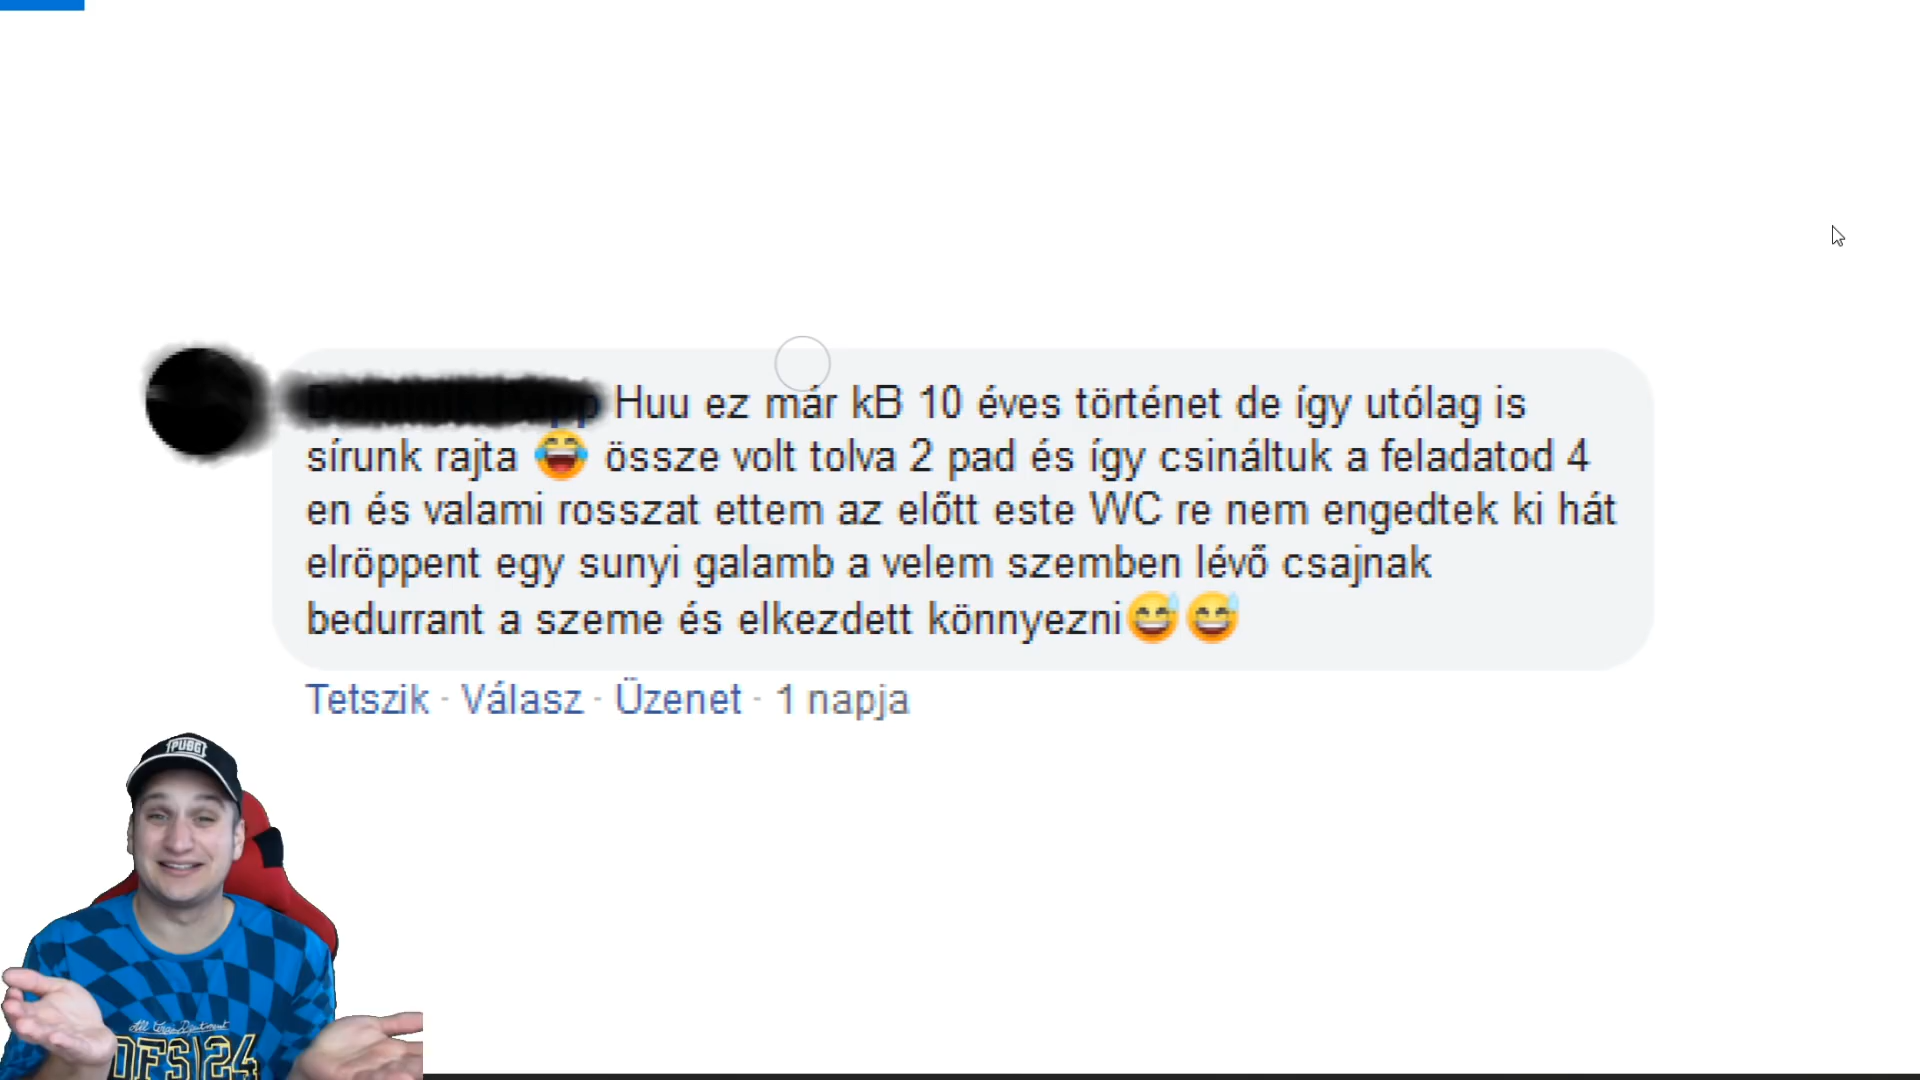 Huu ez már kB 10 éves történet de így utólag is
sírunk rajta 😂 össze volt tolva 2 pad és így csináltuk a feladatod 4
en és valami rosszat ettem az előtt este WC re nem engedtek ki hát
elröppent egy sunyi galamb a velem szemben lévő csajnak
bedurrant a szeme és elkezdett könnyezni😅😅
Tetszik · Válasz · Üzenet · 1 napja
PUBG
DFS|24